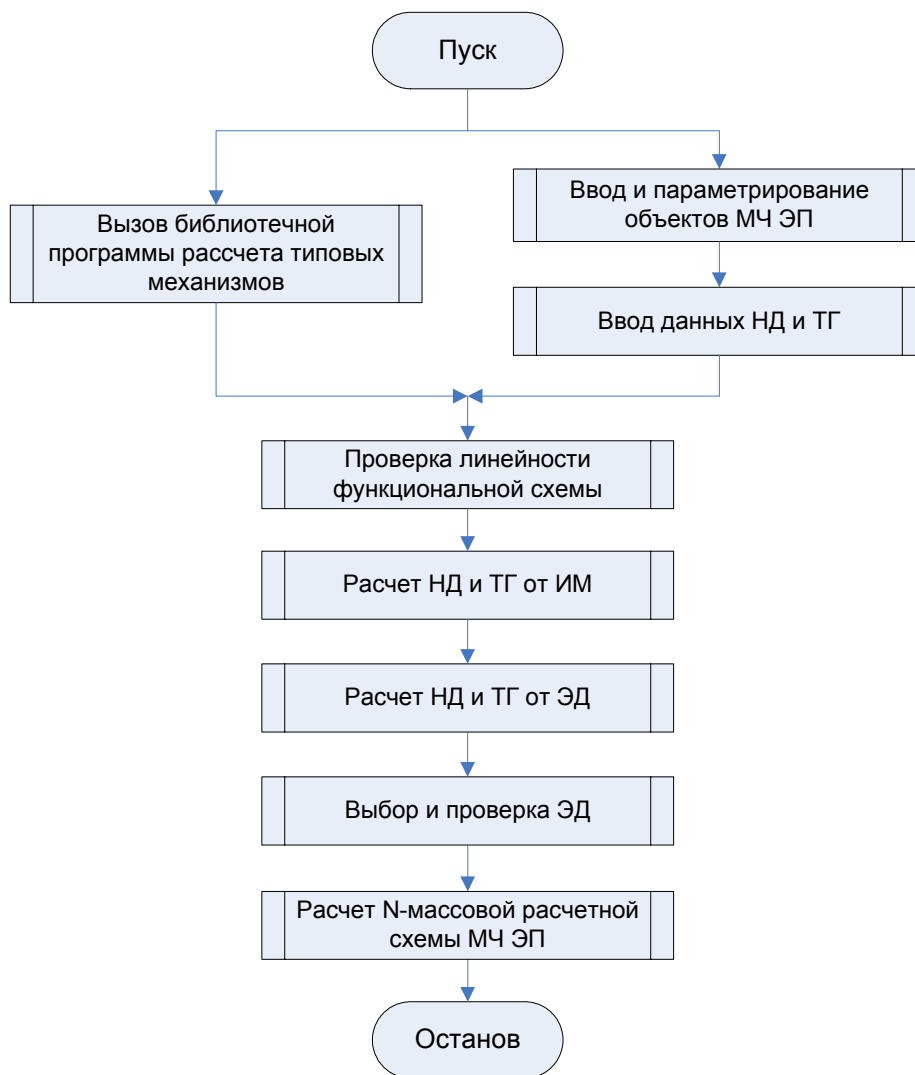 Пуск
Вызов библиотечной
программы рассчета типовых
механизмов
Ввод и параметрирование
объектов МЧ ЭП
Ввод данных НД и ТГ
Проверка линейности
функциональной схемы
Расчет НД и ТГ от ИМ
Расчет НД и ТГ от ЭД
Выбор и проверка ЭД
Расчет N-массовой расчетной
схемы МЧ ЭП
Останов